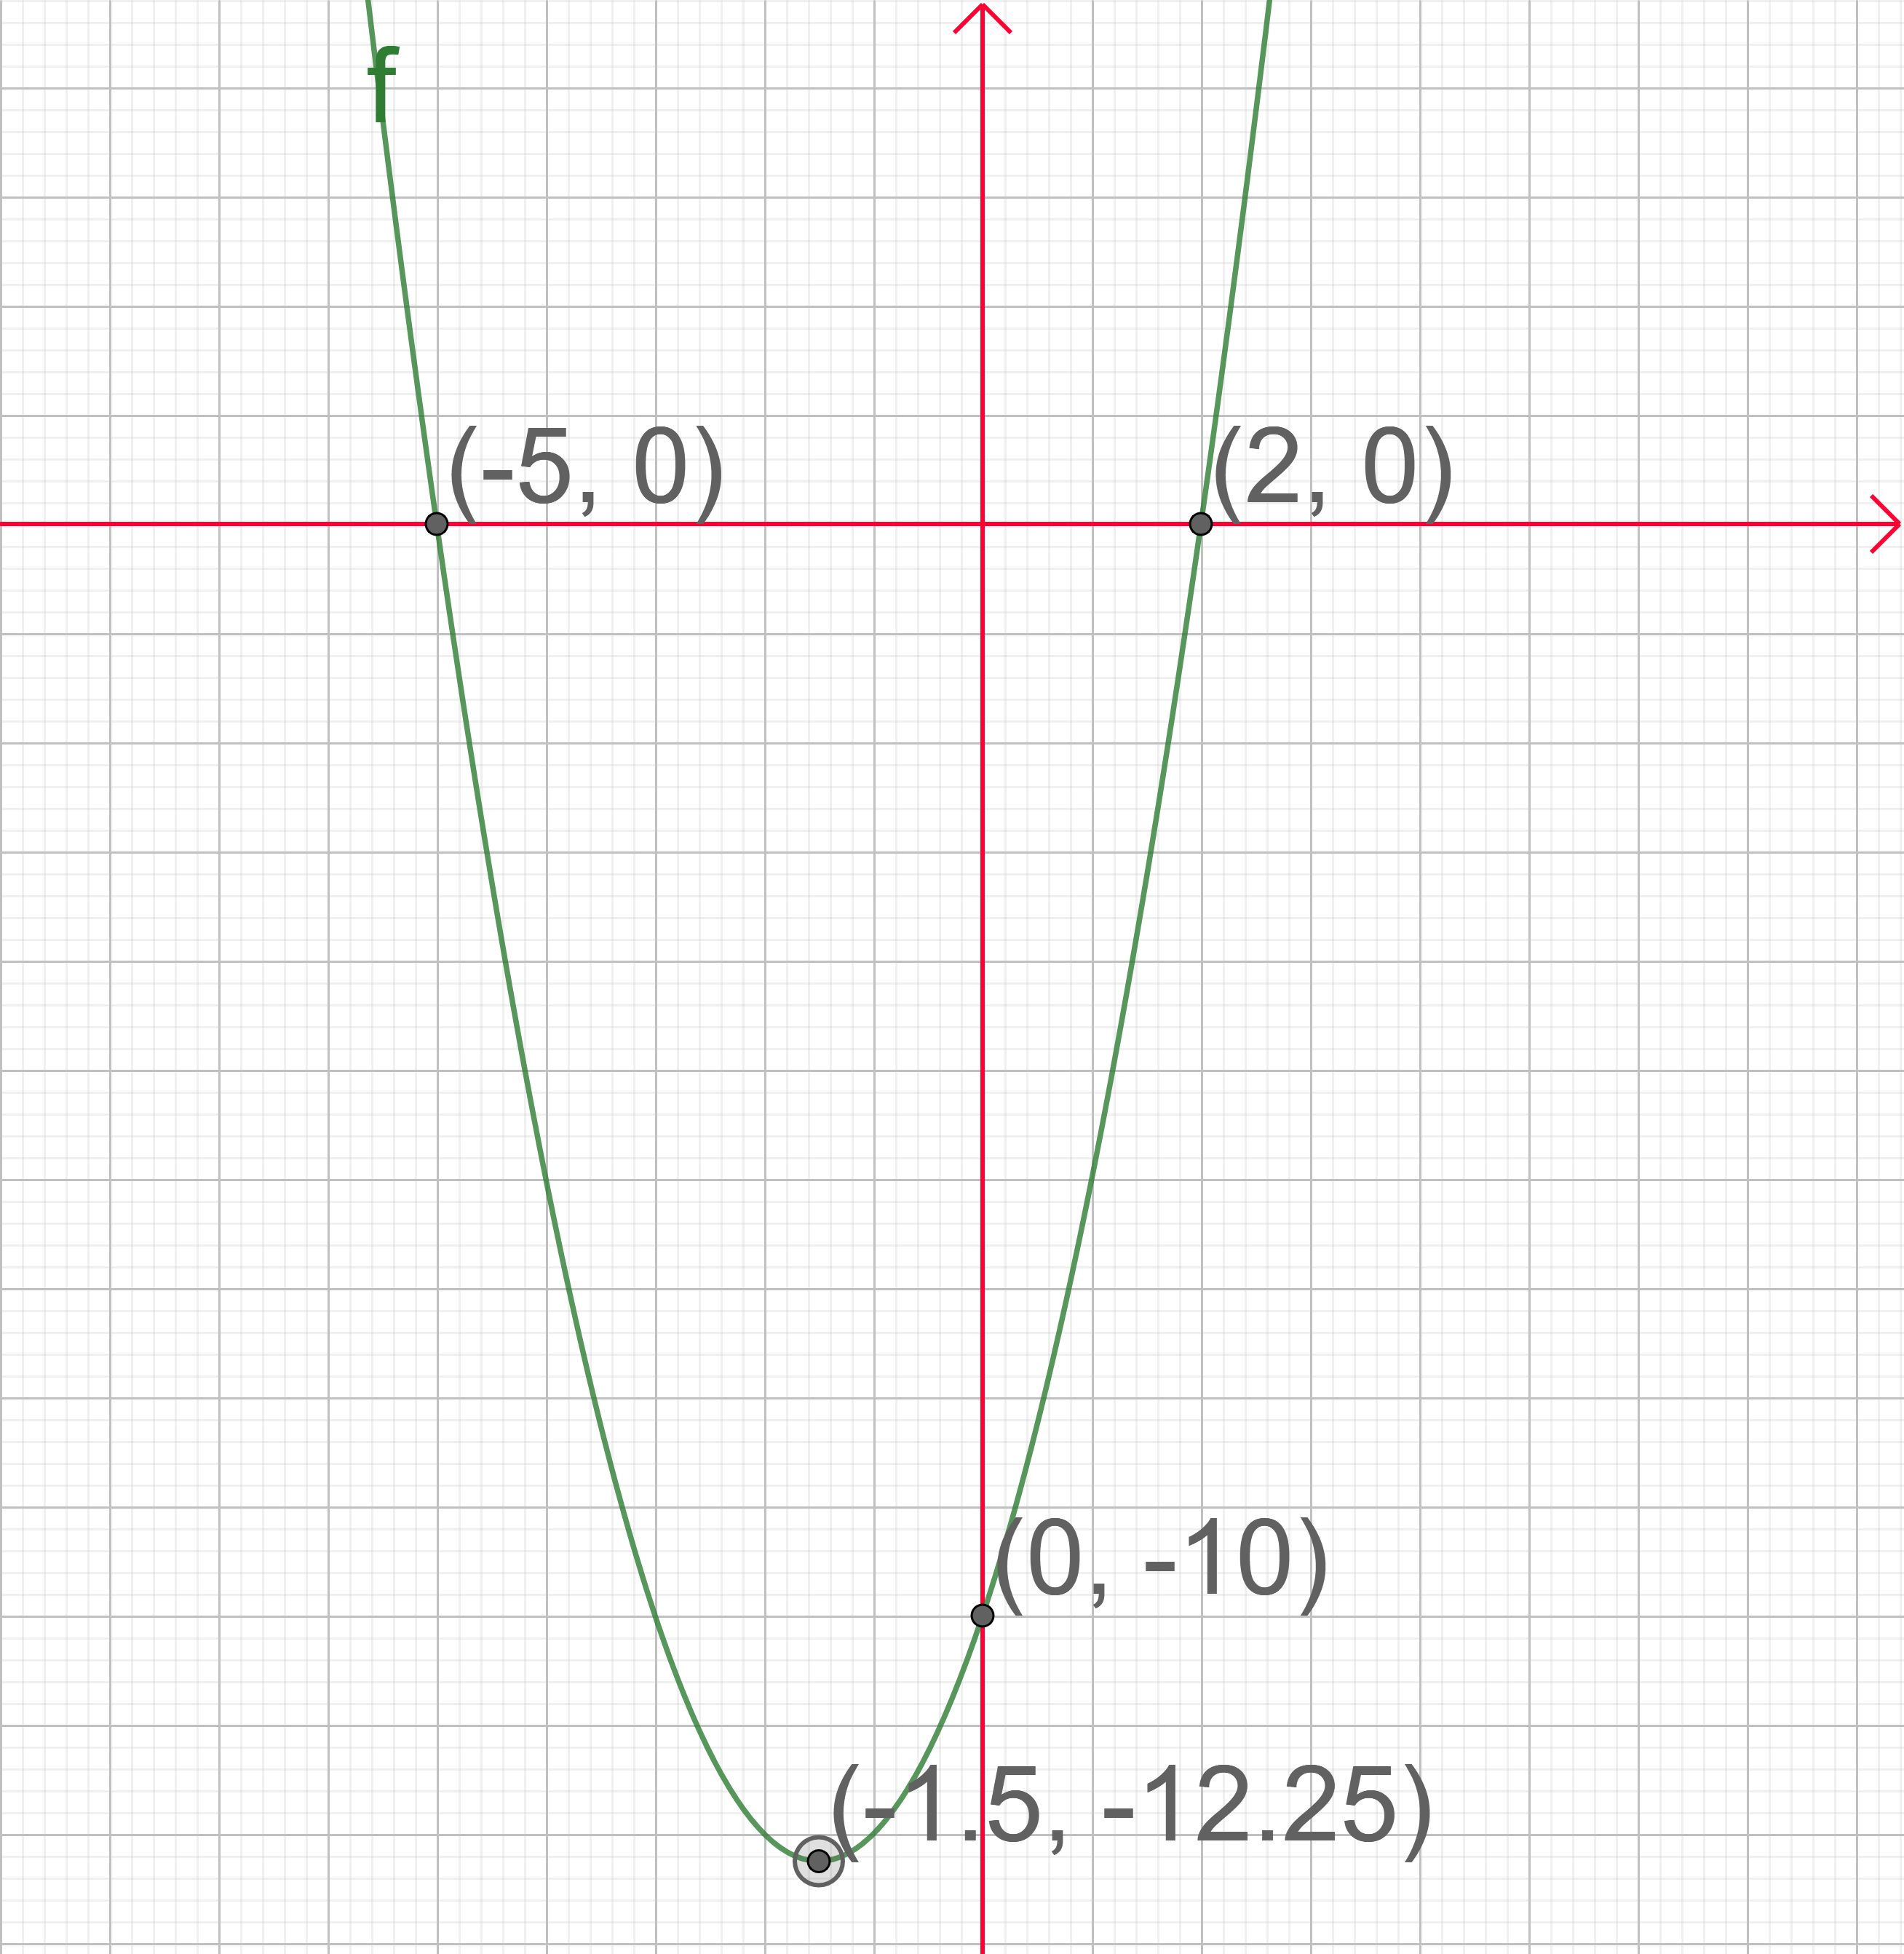 f
(-5, 0)
(2, 0)
(0, -10)
(-1.5, -12.25)